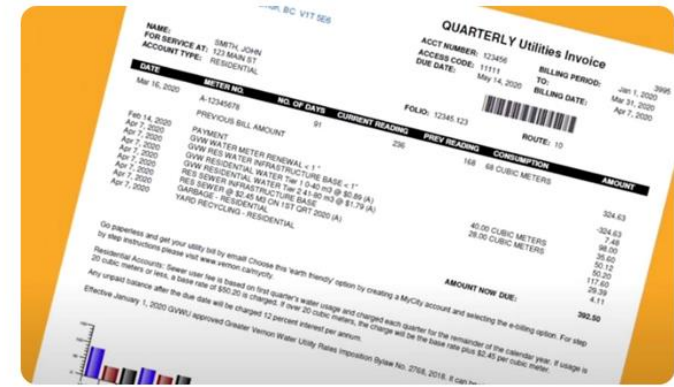 BC V1T 5E6
QUARTERLY Utilities Invoice
NAME: SMITH, JOHN
FOR SERVICE AT: 123 MAIN ST
ACCOUNT TYPE: RESIDENTIAL
3995
ACCT NUMBER: 123456
ACCESS CODE: 11111
DUE DATE: May 14, 2020
BILLING PERIOD: Jan 1, 2020
TO: Mar 31, 2020
BILLING DATE: Apr 7, 2020
FOLIO: 12345.123
ROUTE: 10
DATE METER NO. NO. OF DAYS CURRENT READING PREV READING CONSUMPTION AMOUNT
Mar 16, 2020 A-12345678 91 236 168 68 CUBIC METERS
PREVIOUS BILL AMOUNT 324.63
Feb 14, 2020 PAYMENT -324.63
Apr 7, 2020 GVW WATER METER RENEWAL < 1" 7.48
Apr 7, 2020 GVW RES WATER INFRASTRUCTURE BASE < 1" 98.00
Apr 7, 2020 GVW RESIDENTIAL WATER Tier 1 0-40 m3 @ $0.89 (A) 40.00 CUBIC METERS 35.60
Apr 7, 2020 GVW RESIDENTIAL WATER Tier 2 41-80 m3 @ $1.79 (A) 28.00 CUBIC METERS 50.12
Apr 7, 2020 RES SEWER INFRASTRUCTURE BASE 50.20
Apr 7, 2020 RES SEWER @ $2.45 M3 ON 1ST QRT 2020 (A) 117.60
Apr 7, 2020 GARBAGE - RESIDENTIAL 29.39
Apr 7, 2020 YARD RECYCLING - RESIDENTIAL 4.11
AMOUNT NOW DUE: 392.50
Go paperless and get your utility bill by email! Choose this 'earth friendly' option by creating a MyCity account and selecting the e-billing option. For step
by step instructions please visit www.vernon.ca/mycity.
Residential Accounts: Sewer user fee is based on first quarter's water usage and charged each quarter for the remainder of the calendar year. If usage is
20 cubic meters or less, a base rate of $50.20 is charged. If over 20 cubic meters, the charge will be the base rate plus $2.45 per cubic meter.
Any unpaid balance after the due date will be charged 12 percent interest per annum.
Effective January 1, 2020 GVWU approved Greater Vernon Water Utility Rates Imposition Bylaw No. 2768, 2018. It can be